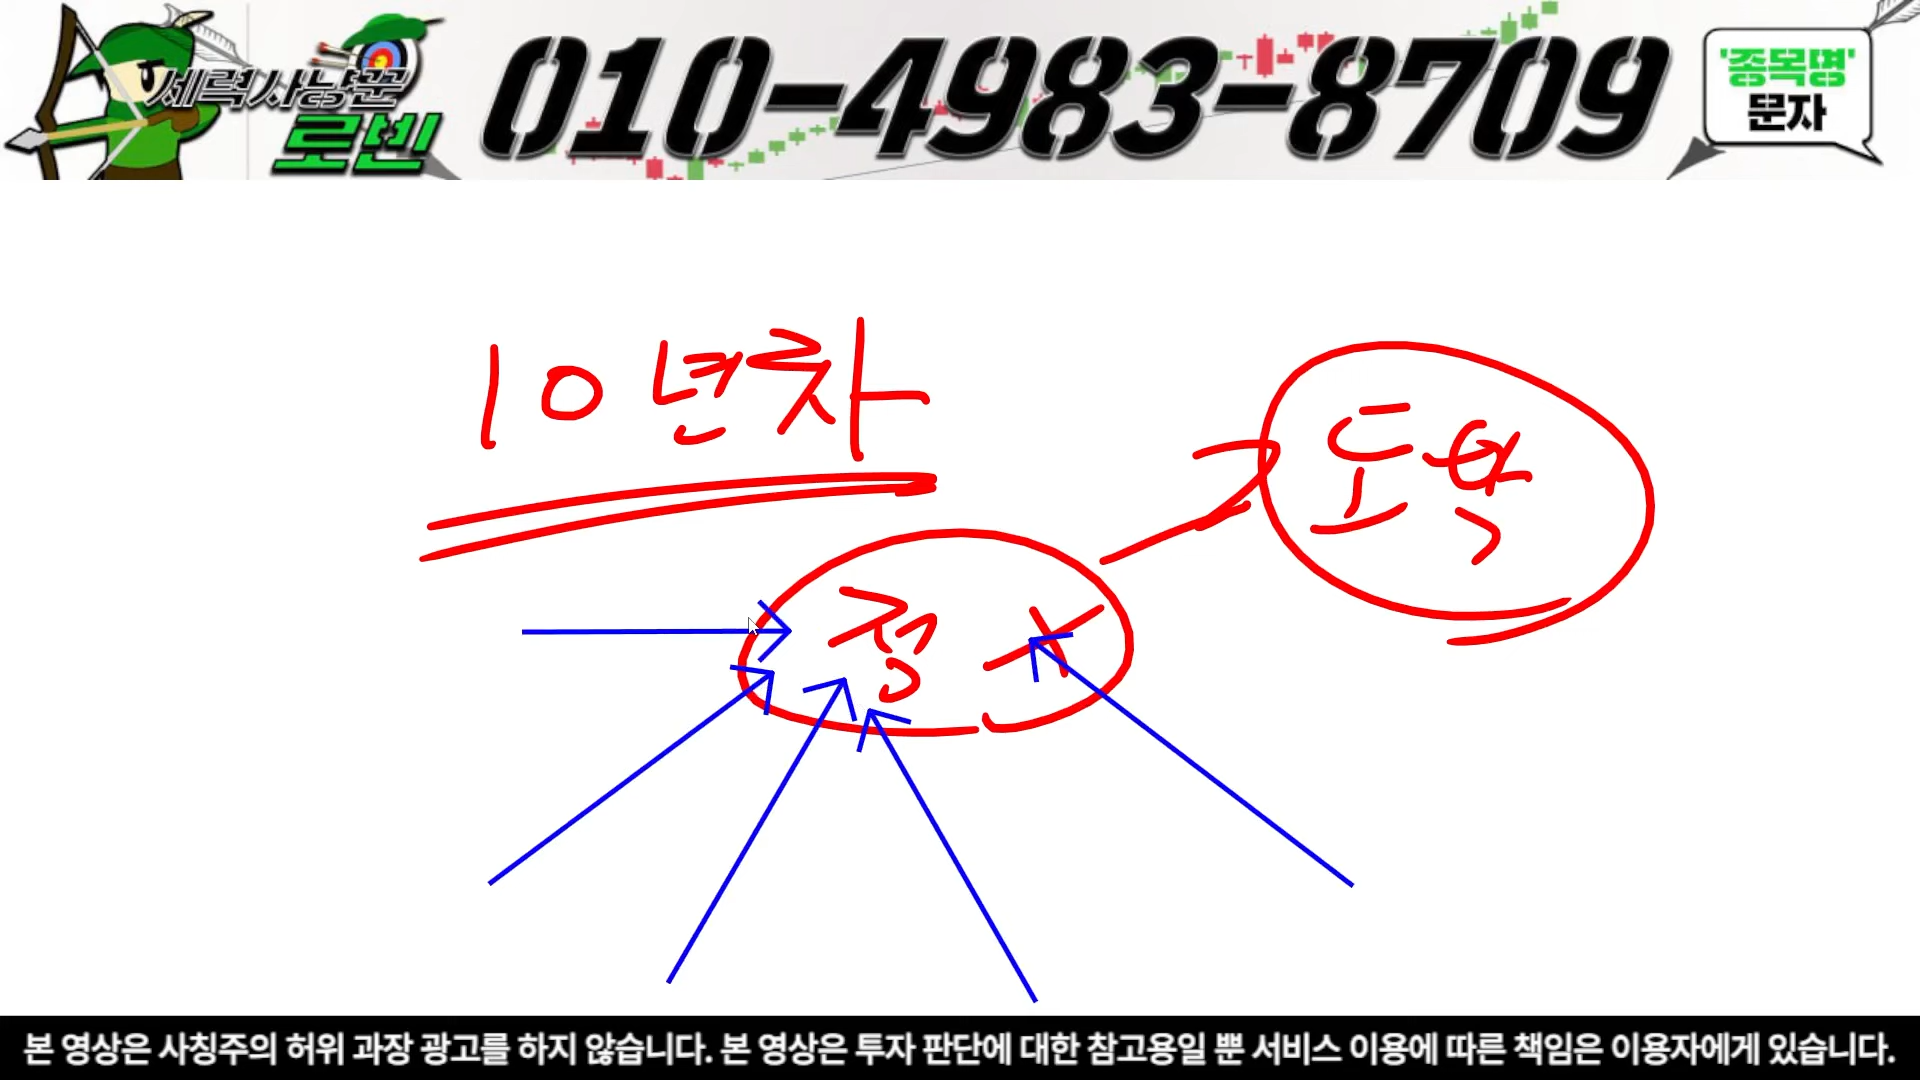 세력사냥꾼
로빈
010-4983-8709
'종목명'
문자
10년차
도박
점 X
본 영상은 사칭주의 허위 과장 광고를 하지 않습니다. 본 영상은 투자 판단에 대한 참고용일 뿐 서비스 이용에 따른 책임은 이용자에게 있습니다.